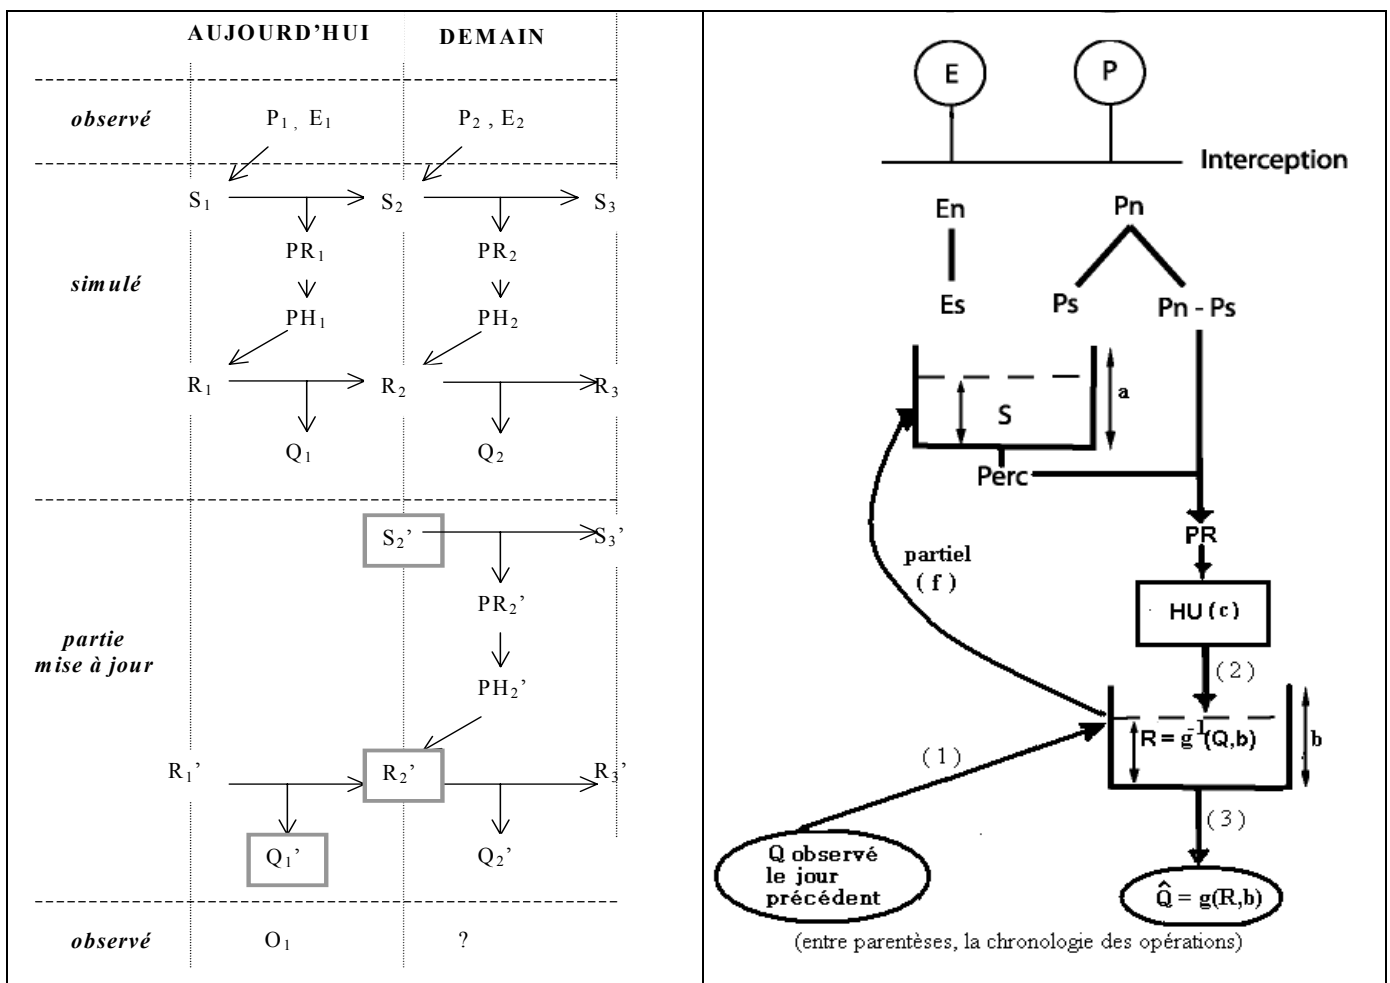 AUJOURD'HUI DEMAIN
observé P₁, E₁ P₂, E₂
S₁ S₂ S₃
PR₁ PR₂
simulé
PH₁ PH₂
R₁ R₂ R₃
Q₁ Q₂
S₂' S₃'
PR₂'
partie
mise à jour
PH₂'
R₁' R₂' R₃'
Q₁' Q₂'
observé O₁ ?
E P
Interception
En Pn
Es Ps Pn - Ps
a
S
Perc
PR
partiel
(f)
HU (c)
(2)
R = g⁻¹(Q,b) b
(1)
(3)
Q observé
le jour
précédent
Q̂ = g(R,b)
(entre parentèses, la chronologie des opérations)